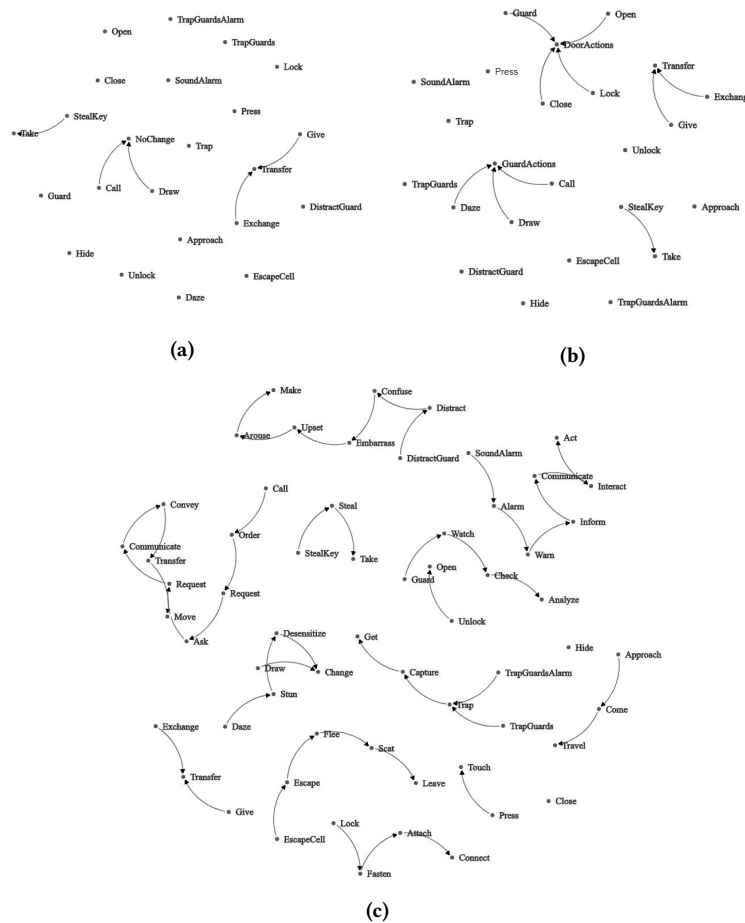 TrapGuardsAlarm
Open
TrapGuards
Lock
Close
SoundAlarm
Press
StealKey
Take
NoChange
Trap
Give
Transfer
Guard
Call
Draw
DistractGuard
Exchange
Approach
Hide
Unlock
EscapeCell
Daze
(a)
Guard
Open
DoorActions
Press
Transfer
SoundAlarm
Close
Lock
Exchange
Trap
Give
Unlock
GuardActions
TrapGuards
Call
Daze
StealKey
Approach
Draw
Take
EscapeCell
DistractGuard
Hide
TrapGuardsAlarm
(b)
Make
Confuse
Distract
Upset
Arouse
Embarrass
DistractGuard
SoundAlarm
Act
Communicate
Interact
Call
Convey
Steal
Alarm
Inform
Order
Watch
Communicate
StealKey
Take
Warn
Transfer
Open
Check
Guard
Request
Request
Analyze
Move
Unlock
Ask
Desensitize
Get
Hide
Approach
Draw
Change
Capture
TrapGuardsAlarm
Stun
Trap
Come
Exchange
Daze
TrapGuards
Flee
Scat
Travel
Touch
Transfer
Escape
Leave
Close
Give
Press
Lock
Attach
EscapeCell
Connect
Fasten
(c)